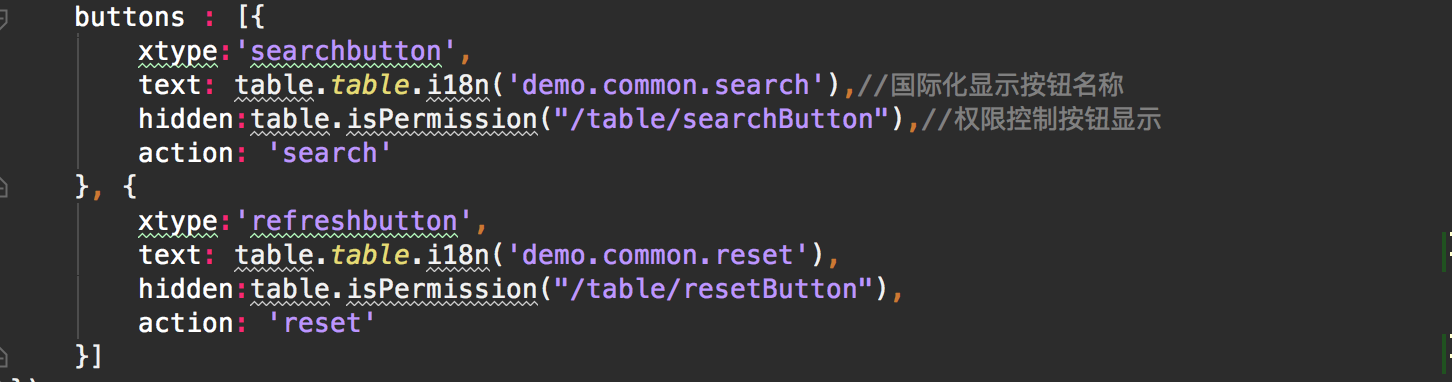 buttons : [{
xtype:'searchbutton',
text: table.table.i18n('demo.common.search'),//国际化显示按钮名称
hidden:table.isPermission("/table/searchButton"),//权限控制按钮显示
action: 'search'
}, {
xtype:'refreshbutton',
text: table.table.i18n('demo.common.reset'),
hidden:table.isPermission("/table/resetButton"),
action: 'reset'
}]